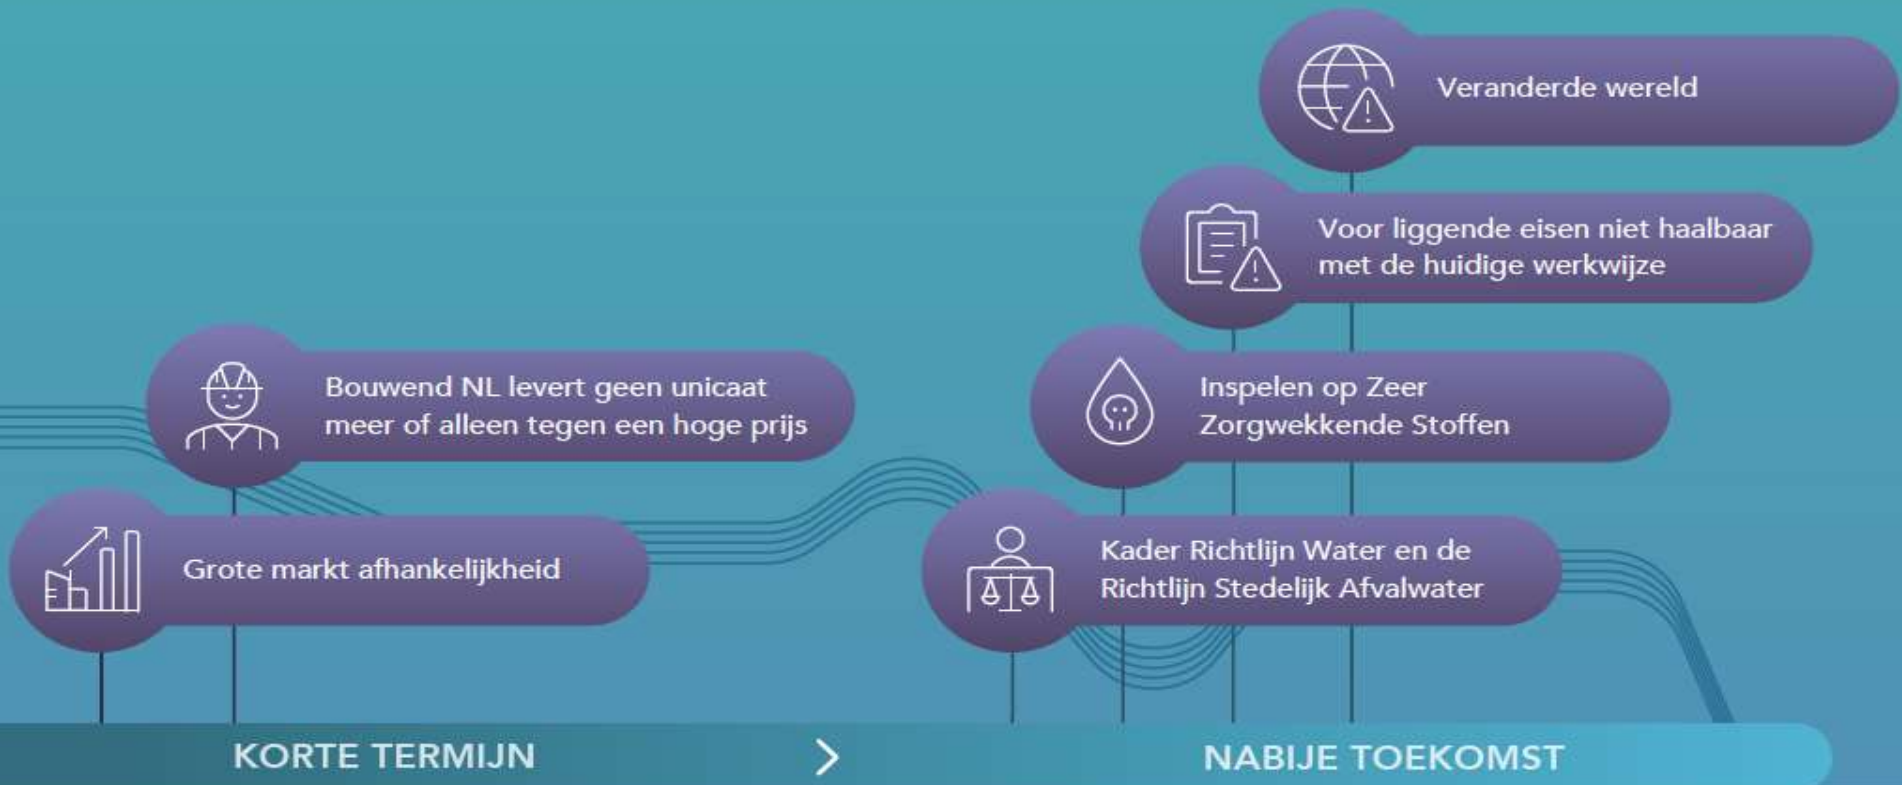 Veranderde wereld
Voor liggende eisen niet haalbaar
met de huidige werkwijze
Bouwend NL levert geen unicaat
meer of alleen tegen een hoge prijs
Inspelen op Zeer
Zorgwekkende Stoffen
Grote markt afhankelijkheid
Kader Richtlijn Water en de
Richtlijn Stedelijk Afvalwater
KORTE TERMIJN
NABIJE TOEKOMST